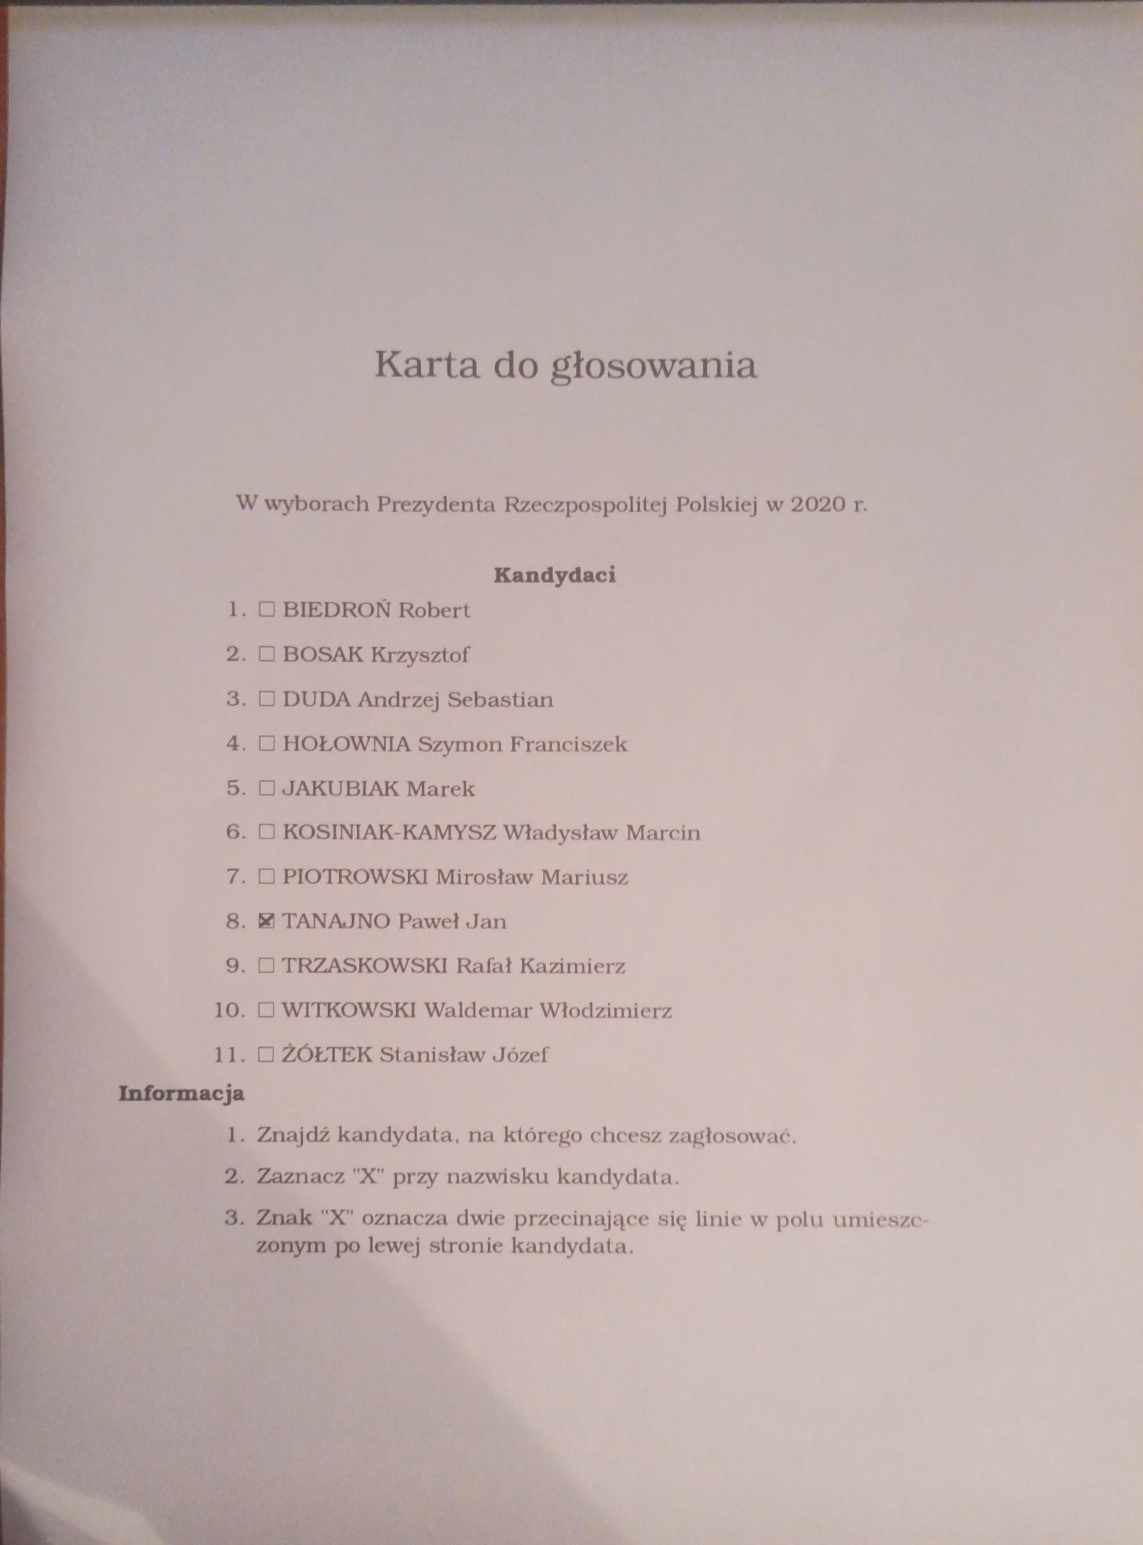 Karta do głosowania
W wyborach Prezydenta Rzeczpospolitej Polskiej w 2020 r.
Kandydaci
1. ☐ BIEDROŃ Robert
2. ☐ BOSAK Krzysztof
3. ☐ DUDA Andrzej Sebastian
4. ☐ HOŁOWNIA Szymon Franciszek
5. ☐ JAKUBIAK Marek
6. ☐ KOSINIAK-KAMYSZ Władysław Marcin
7. ☐ PIOTROWSKI Mirosław Mariusz
8. ☒ TANAJNO Paweł Jan
9. ☐ TRZASKOWSKI Rafał Kazimierz
10. ☐ WITKOWSKI Waldemar Włodzimierz
11. ☐ ŻÓŁTEK Stanisław Józef
Informacja
1. Znajdź kandydata, na którego chcesz zagłosować.
2. Zaznacz "X" przy nazwisku kandydata.
3. Znak "X" oznacza dwie przecinające się linie w polu umieszc-
zonym po lewej stronie kandydata.